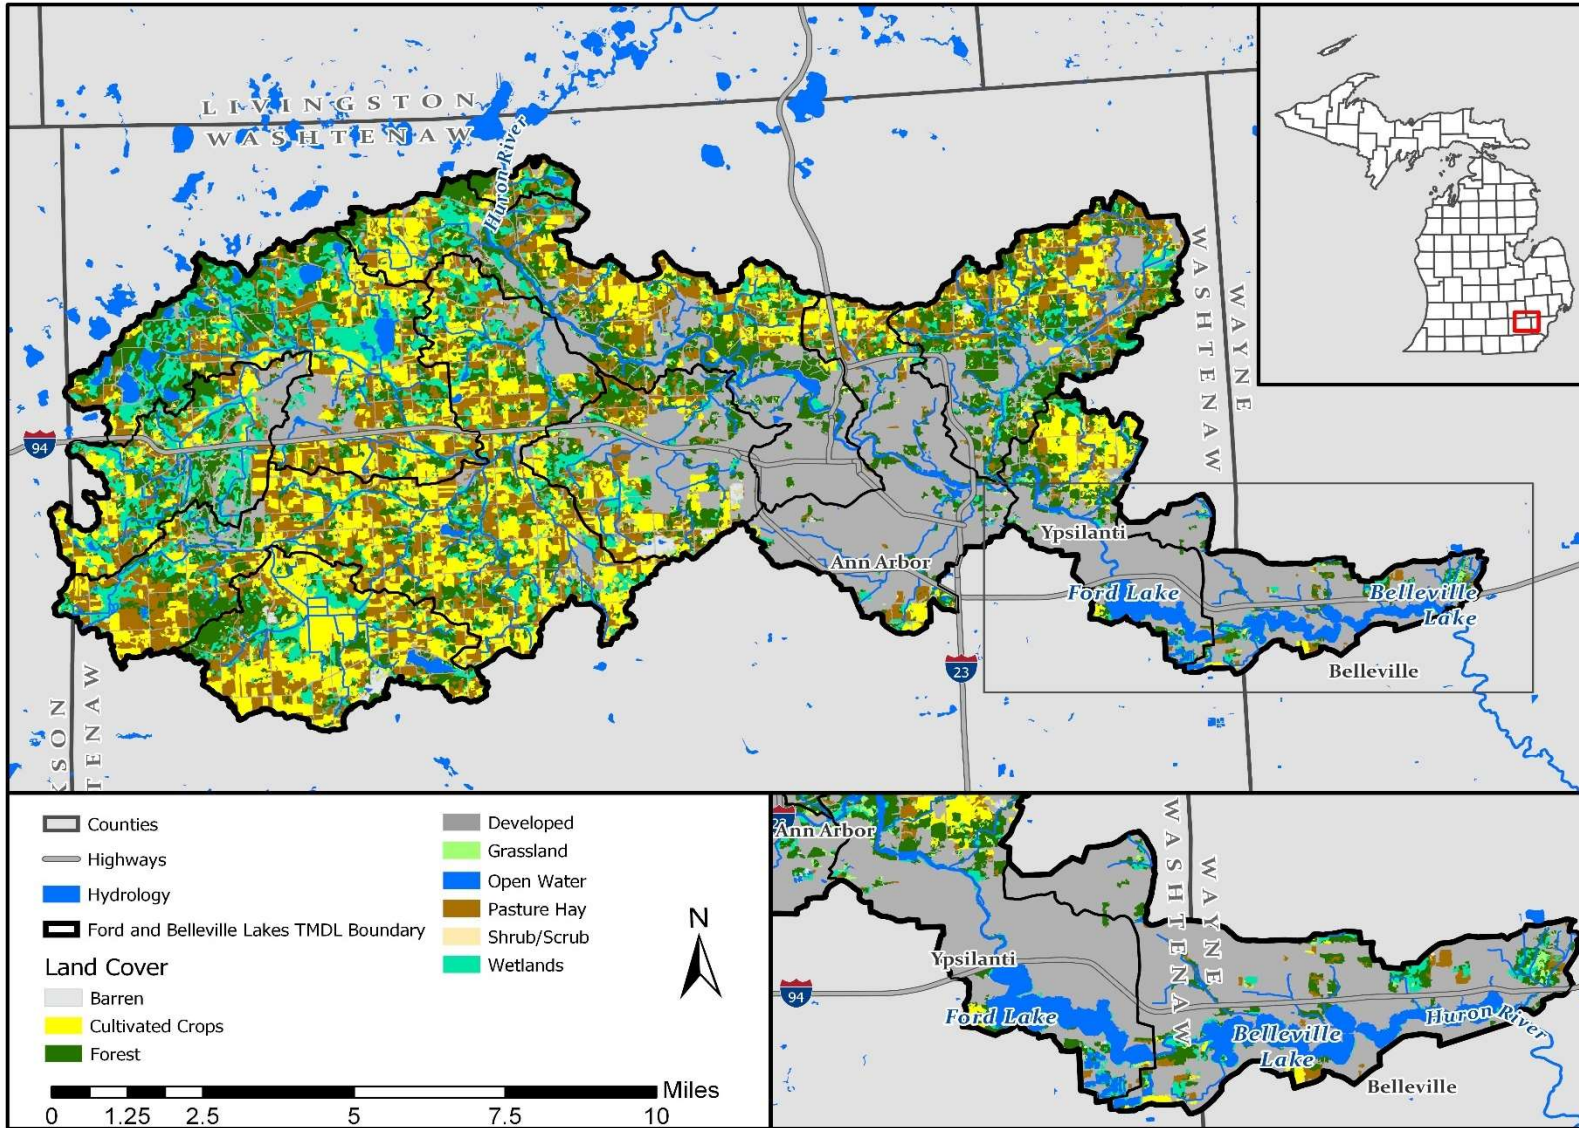 LIVINGSTON
WASHTENAW
Huron River
WASHTENAW
WAYNE
94
Ypsilanti
Ann Arbor
Ford Lake
Belleville
Lake
23
Belleville
KSON
TENAW
Counties
Highways
Hydrology
Ford and Belleville Lakes TMDL Boundary
Land Cover
Barren
Cultivated Crops
Forest
Developed
Grassland
Open Water
Pasture Hay
Shrub/Scrub
Wetlands
N
Miles
0 1.25 2.5 5 7.5 10
Ann Arbor
WASHTENAW
WAYNE
Ypsilanti
94
Ford Lake
Belleville
Lake
Huron River
Belleville